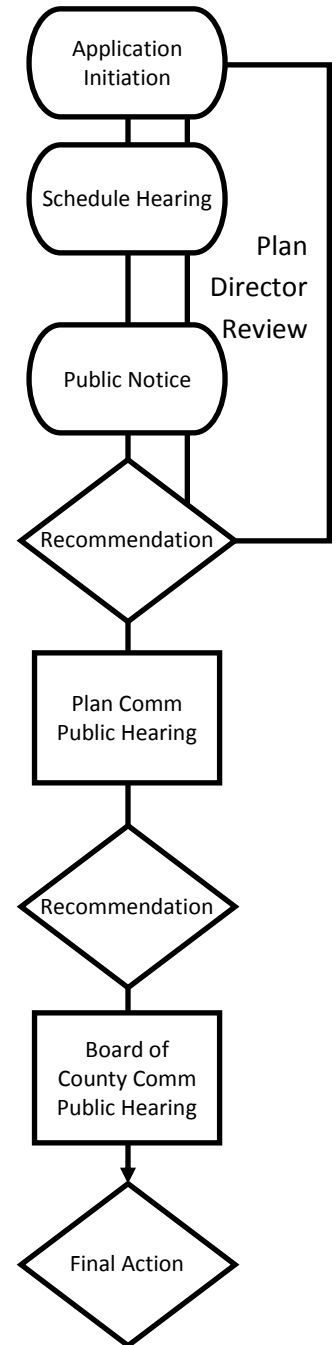 Application
Initiation
Schedule Hearing
Plan
Director
Review
Public Notice
Recommendation
Plan Comm
Public Hearing
Recommendation
Board of
County Comm
Public Hearing
Final Action